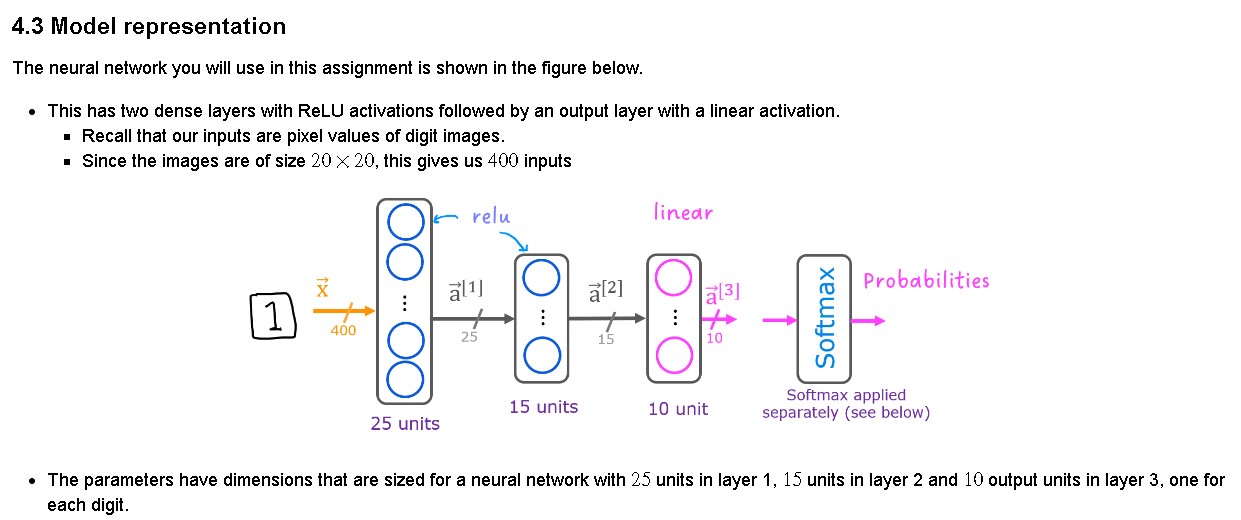 4.3 Model representation
The neural network you will use in this assignment is shown in the figure below.
• This has two dense layers with ReLU activations followed by an output layer with a linear activation.
▪ Recall that our inputs are pixel values of digit images.
▪ Since the images are of size 20 × 20, this gives us 400 inputs
relu
linear
x⃗
a⃗[1]
a⃗[2]
a⃗[3]
Softmax
Probabilities
1
400
25
15
10
25 units
15 units
10 unit
Softmax applied
separately (see below)
• The parameters have dimensions that are sized for a neural network with 25 units in layer 1, 15 units in layer 2 and 10 output units in layer 3, one for
each digit.